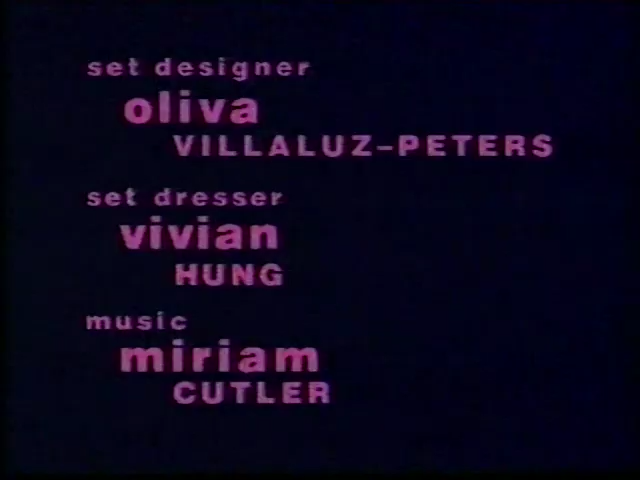 set designer
oliva
VILLALUZ-PETERS
set dresser
vivian
HUNG
music
miriam
CUTLER